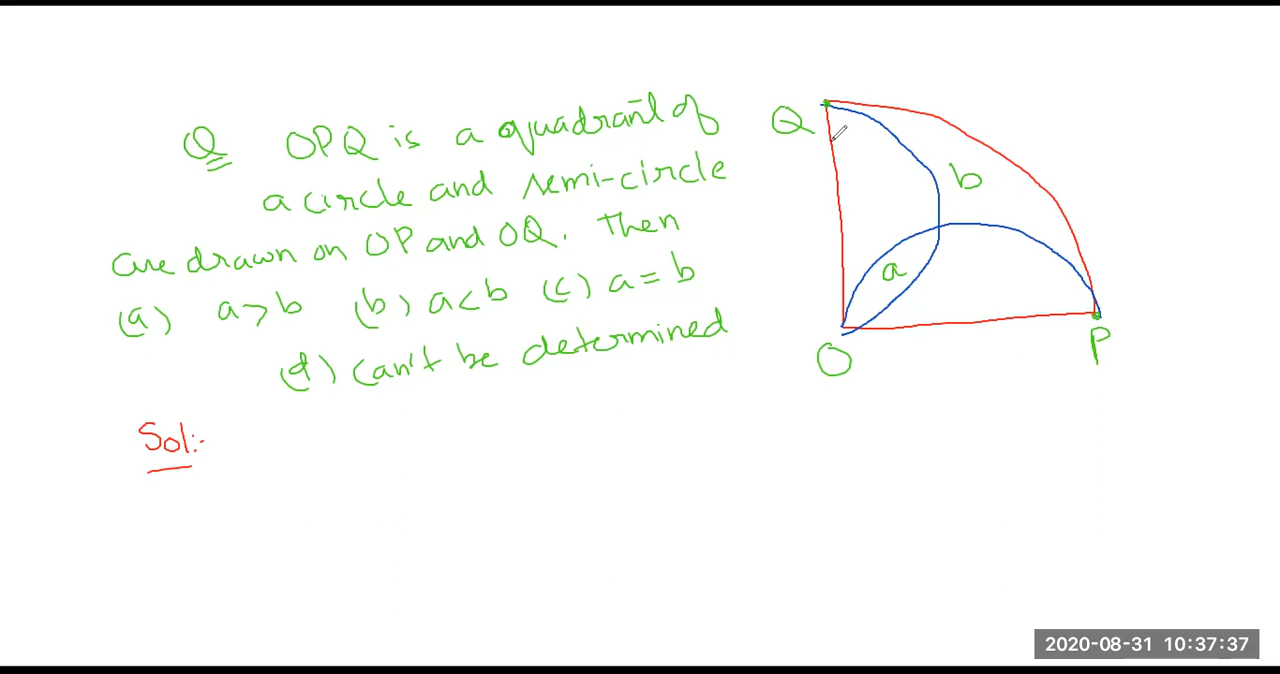 Q OPQ is a quadrant of
a circle and semi-circle
are drawn on OP and OQ. Then
(a) a > b (b) a < b (c) a = b
(d) can't be determined
Sol:-
Q
b
a
O
P
2020-08-31 10:37:37